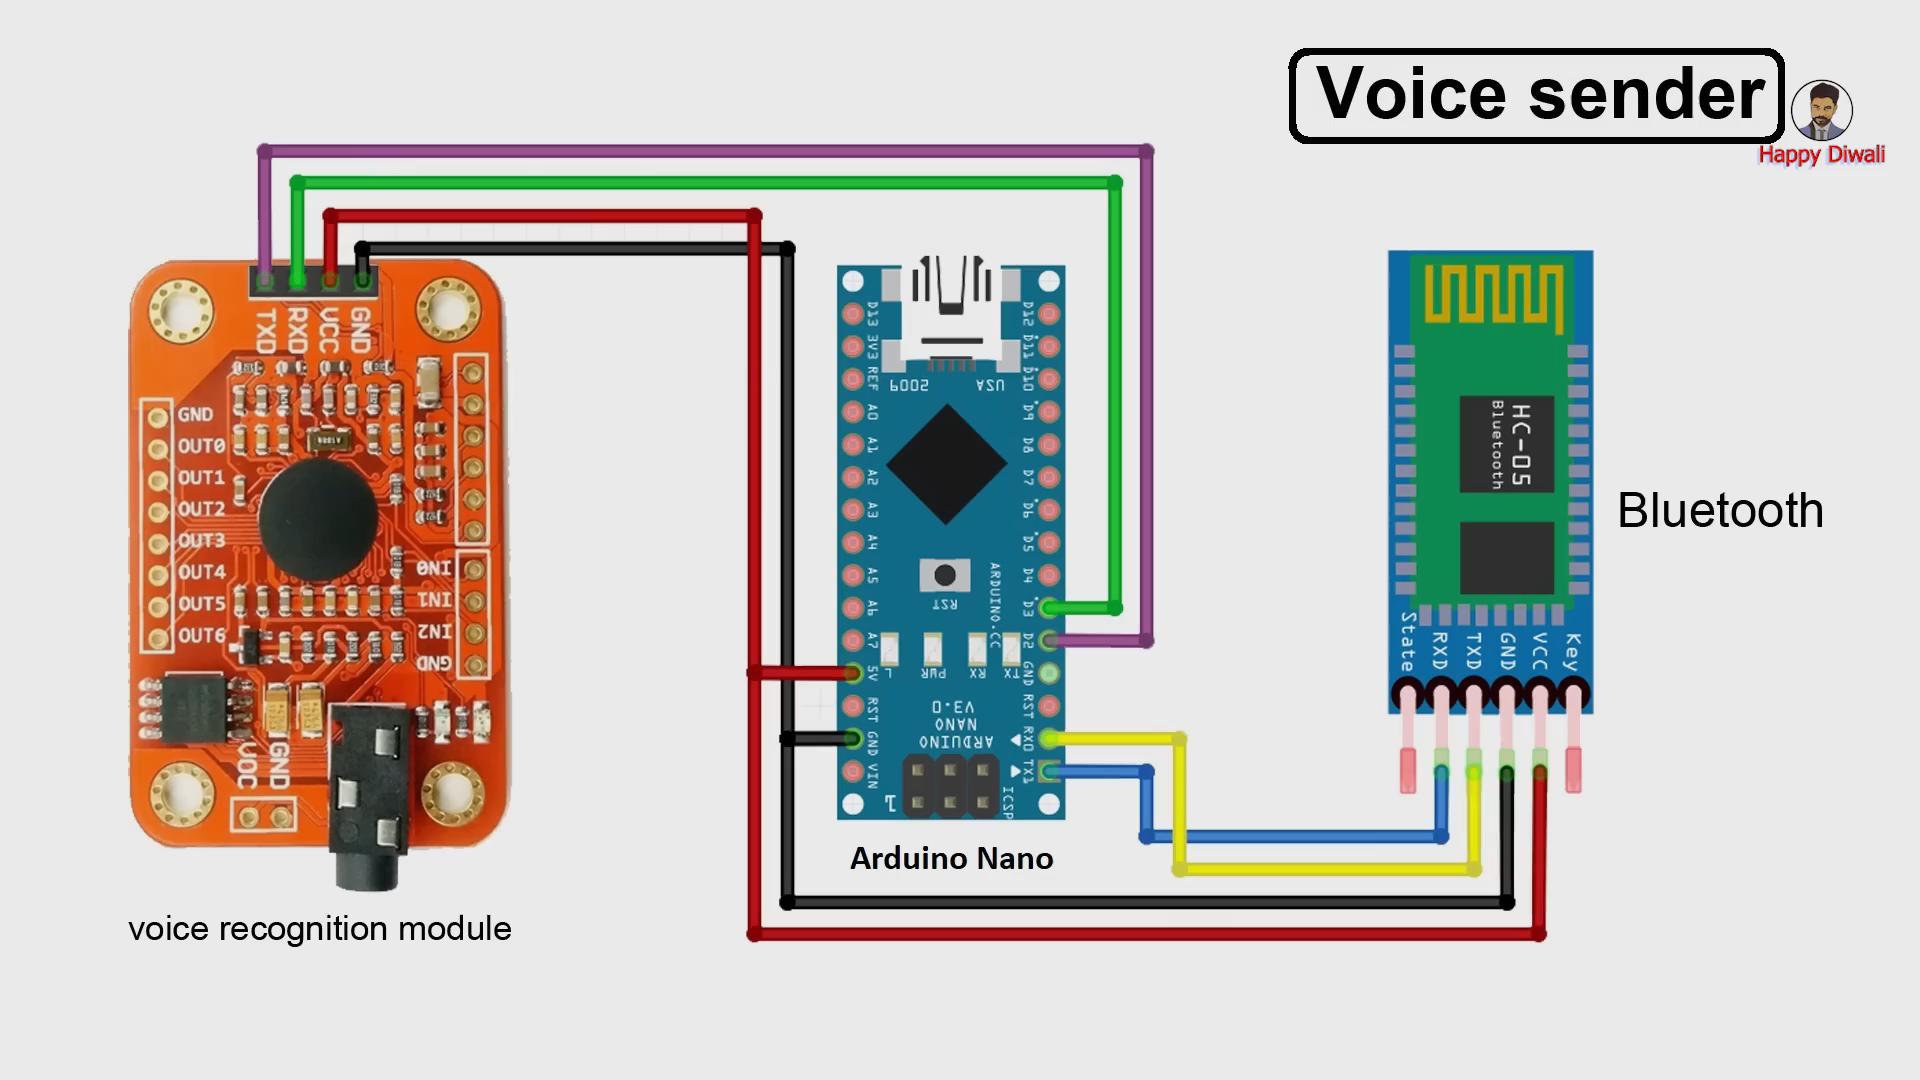 Voice sender
Happy Diwali
TXD
RXD
VCC
GND
GND
OUT0
OUT1
OUT2
OUT3
OUT4
OUT5
OUT6
IN0
IN1
IN2
GND
VOC
GND
voice recognition module
D13
3V3
REF
A0
A1
A2
A3
A4
A5
A6
A7
5V
RST
GND
VIN
2009
USA
RST
ARDUINO.CC
L
PWR
RX
TX
ARDUINO
NANO
V3.0
1
ICSP
D12
D11
D10
D9
D8
D7
D6
D5
D4
D3
D2
GND
RST
RX0
TX1
Arduino Nano
HC-05
Bluetooth
State
RXD
TXD
GND
VCC
Key
Bluetooth